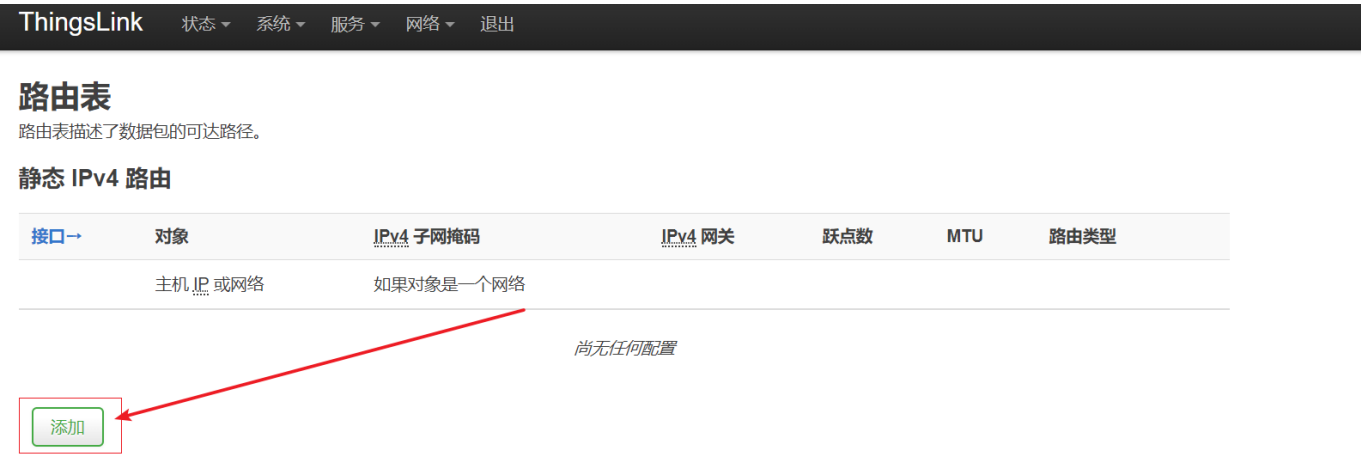 ThingsLink 状态 系统 服务 网络 退出
路由表
路由表描述了数据包的可达路径。
静态 IPv4 路由
接口→ 对象 IPv4 子网掩码 IPv4 网关 跃点数 MTU 路由类型
主机 IP 或网络 如果对象是一个网络
尚无任何配置
添加